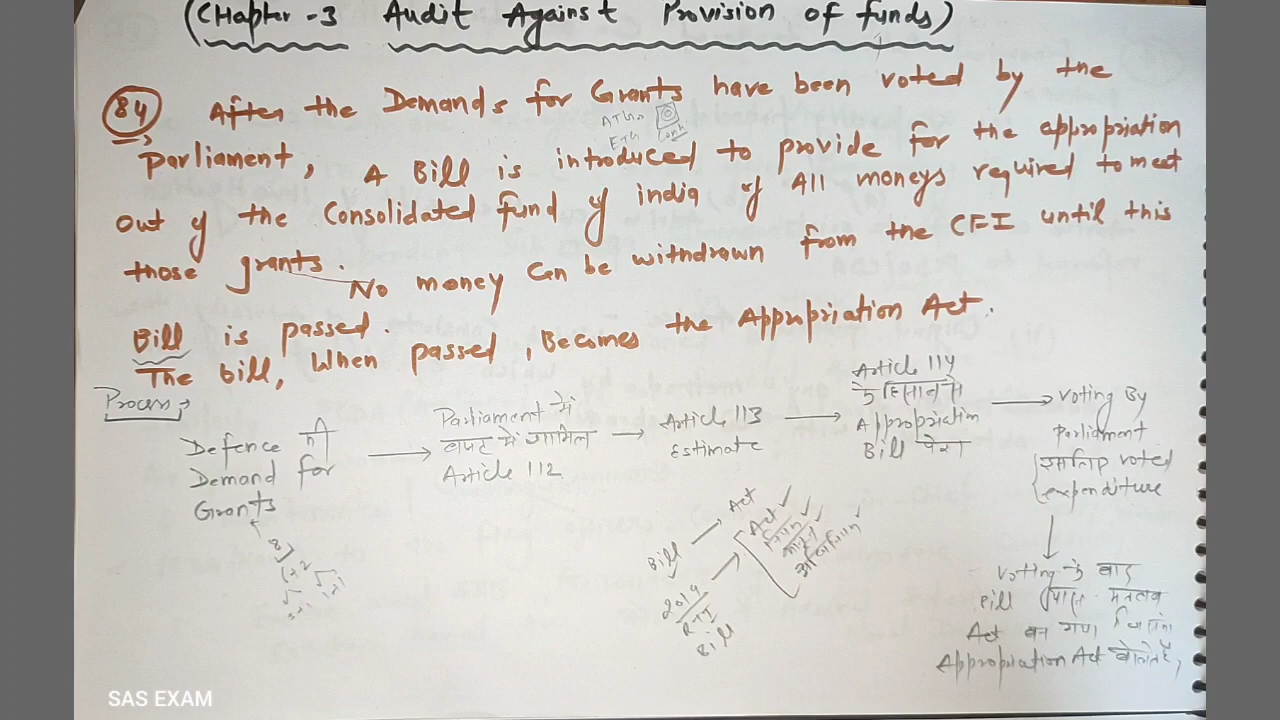 (Chapter -3 Audit Against Provision of funds)
84 After the Demands for Grants have been voted by the
Parliament, A Bill is introduced to provide for the appropriation
out of the Consolidated fund of india of All moneys required to meet
those grants. No money can be withdrawn from the CFI until this
Bill is passed.
The bill, when passed, Becomes the Appropriation Act.
Process →
Defence की
Demand for
Grants
Parliament में
बजट में शामिल
Article 112
Article 113
Estimate
Article 114
के हिसाब से
Appropriation
Bill पेश
Voting By
parliament
इसलिए voted
expenditure
Voting के बाद
Bill पास मतलब
Act बन गया जिसको
Appropriation Act बोलते है,
Bill → Act
2019
RTI
Bill
Act
नियम
अधिनियम
SAS EXAM